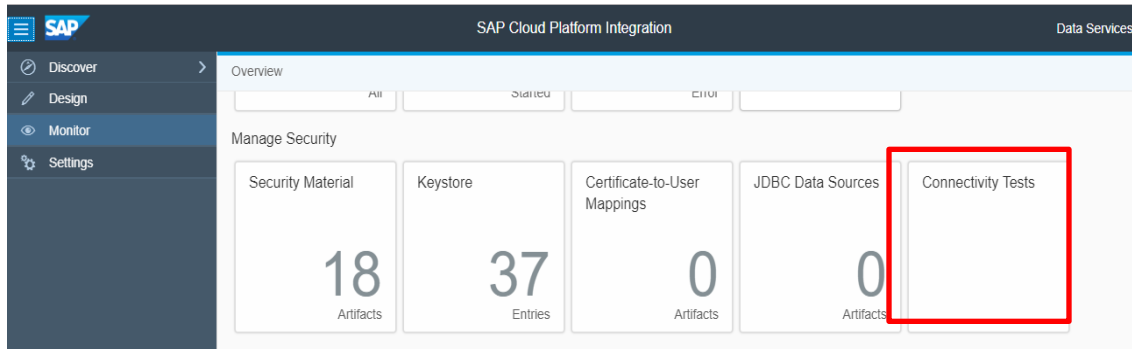 SAP
SAP Cloud Platform Integration
Data Services
Discover
Design
Monitor
Settings
Overview
All
Started
Error
Manage Security
Security Material
18
Artifacts
Keystore
37
Entries
Certificate-to-User
Mappings
0
Artifacts
JDBC Data Sources
0
Artifacts
Connectivity Tests